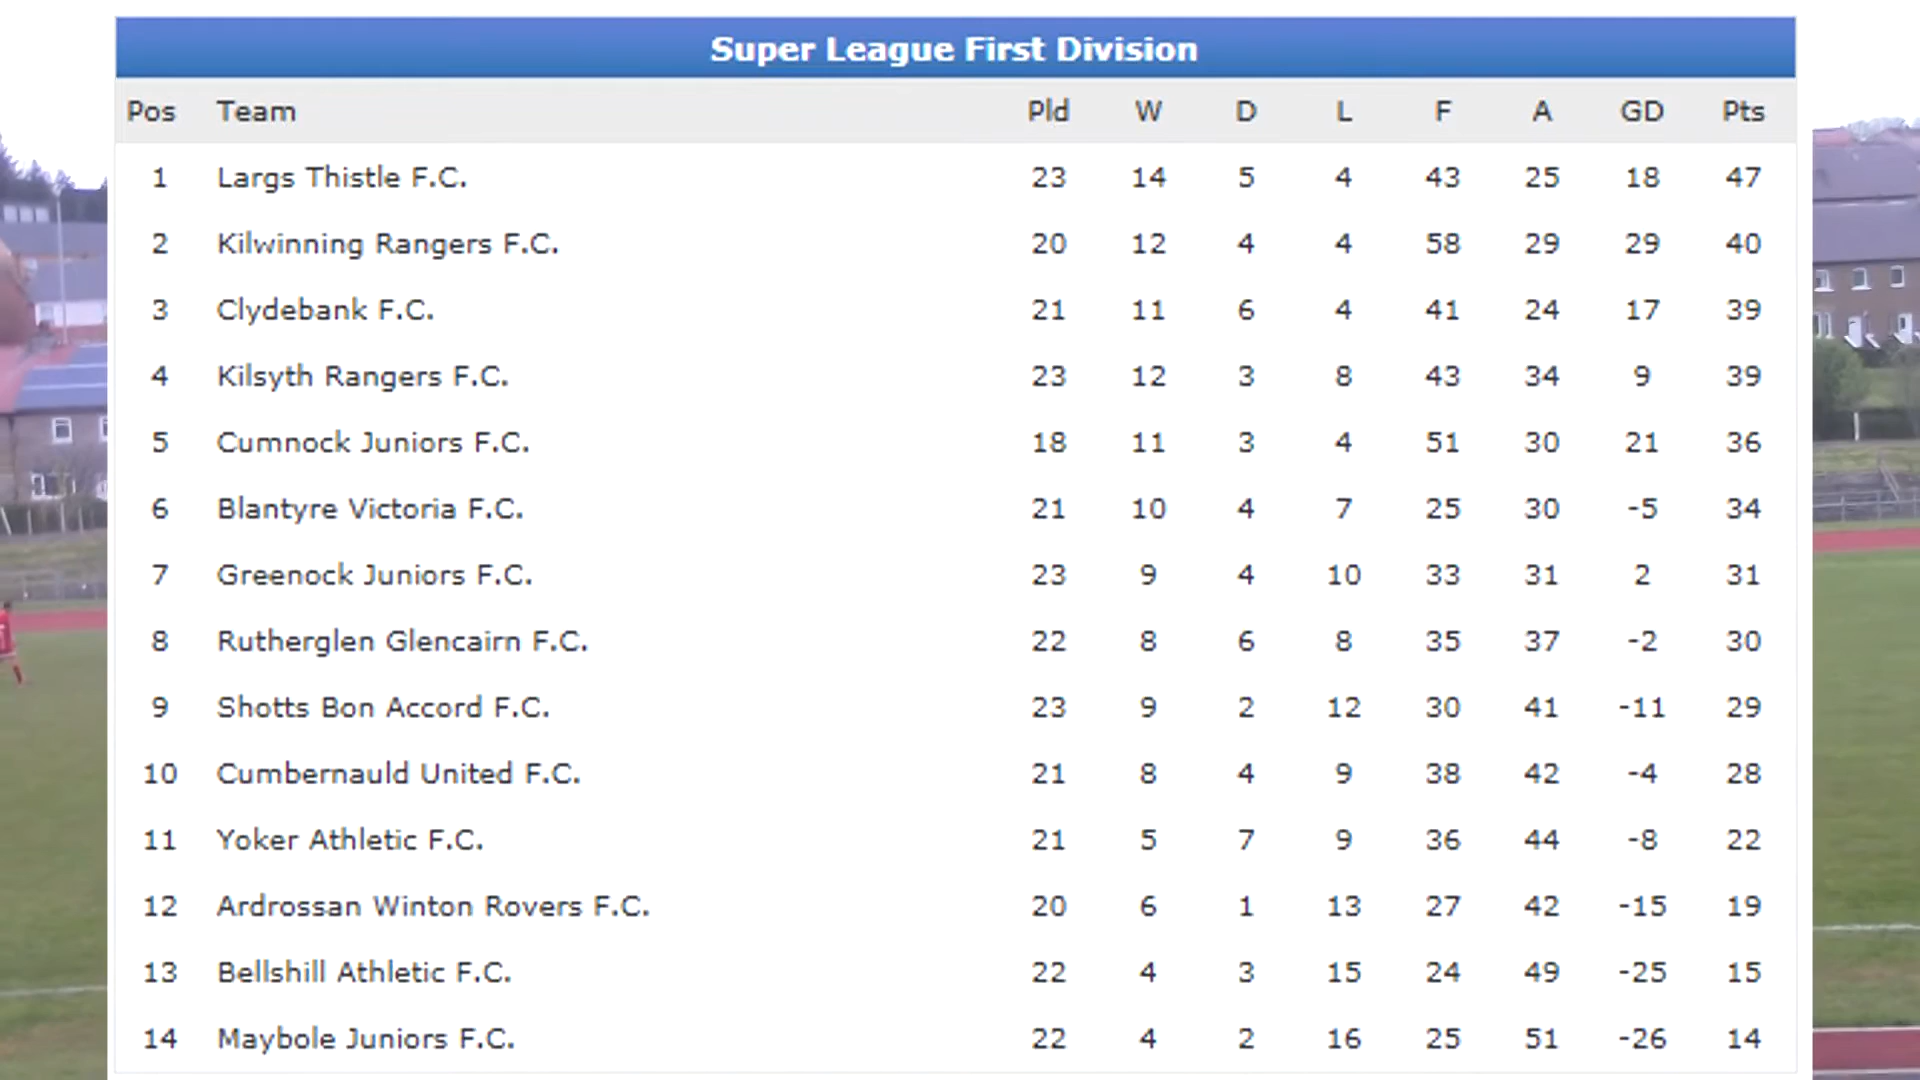 Super League First Division
Pos Team Pld W D L F A GD Pts
1 Largs Thistle F.C. 23 14 5 4 43 25 18 47
2 Kilwinning Rangers F.C. 20 12 4 4 58 29 29 40
3 Clydebank F.C. 21 11 6 4 41 24 17 39
4 Kilsyth Rangers F.C. 23 12 3 8 43 34 9 39
5 Cumnock Juniors F.C. 18 11 3 4 51 30 21 36
6 Blantyre Victoria F.C. 21 10 4 7 25 30 -5 34
7 Greenock Juniors F.C. 23 9 4 10 33 31 2 31
8 Rutherglen Glencairn F.C. 22 8 6 8 35 37 -2 30
9 Shotts Bon Accord F.C. 23 9 2 12 30 41 -11 29
10 Cumbernauld United F.C. 21 8 4 9 38 42 -4 28
11 Yoker Athletic F.C. 21 5 7 9 36 44 -8 22
12 Ardrossan Winton Rovers F.C. 20 6 1 13 27 42 -15 19
13 Bellshill Athletic F.C. 22 4 3 15 24 49 -25 15
14 Maybole Juniors F.C. 22 4 2 16 25 51 -26 14